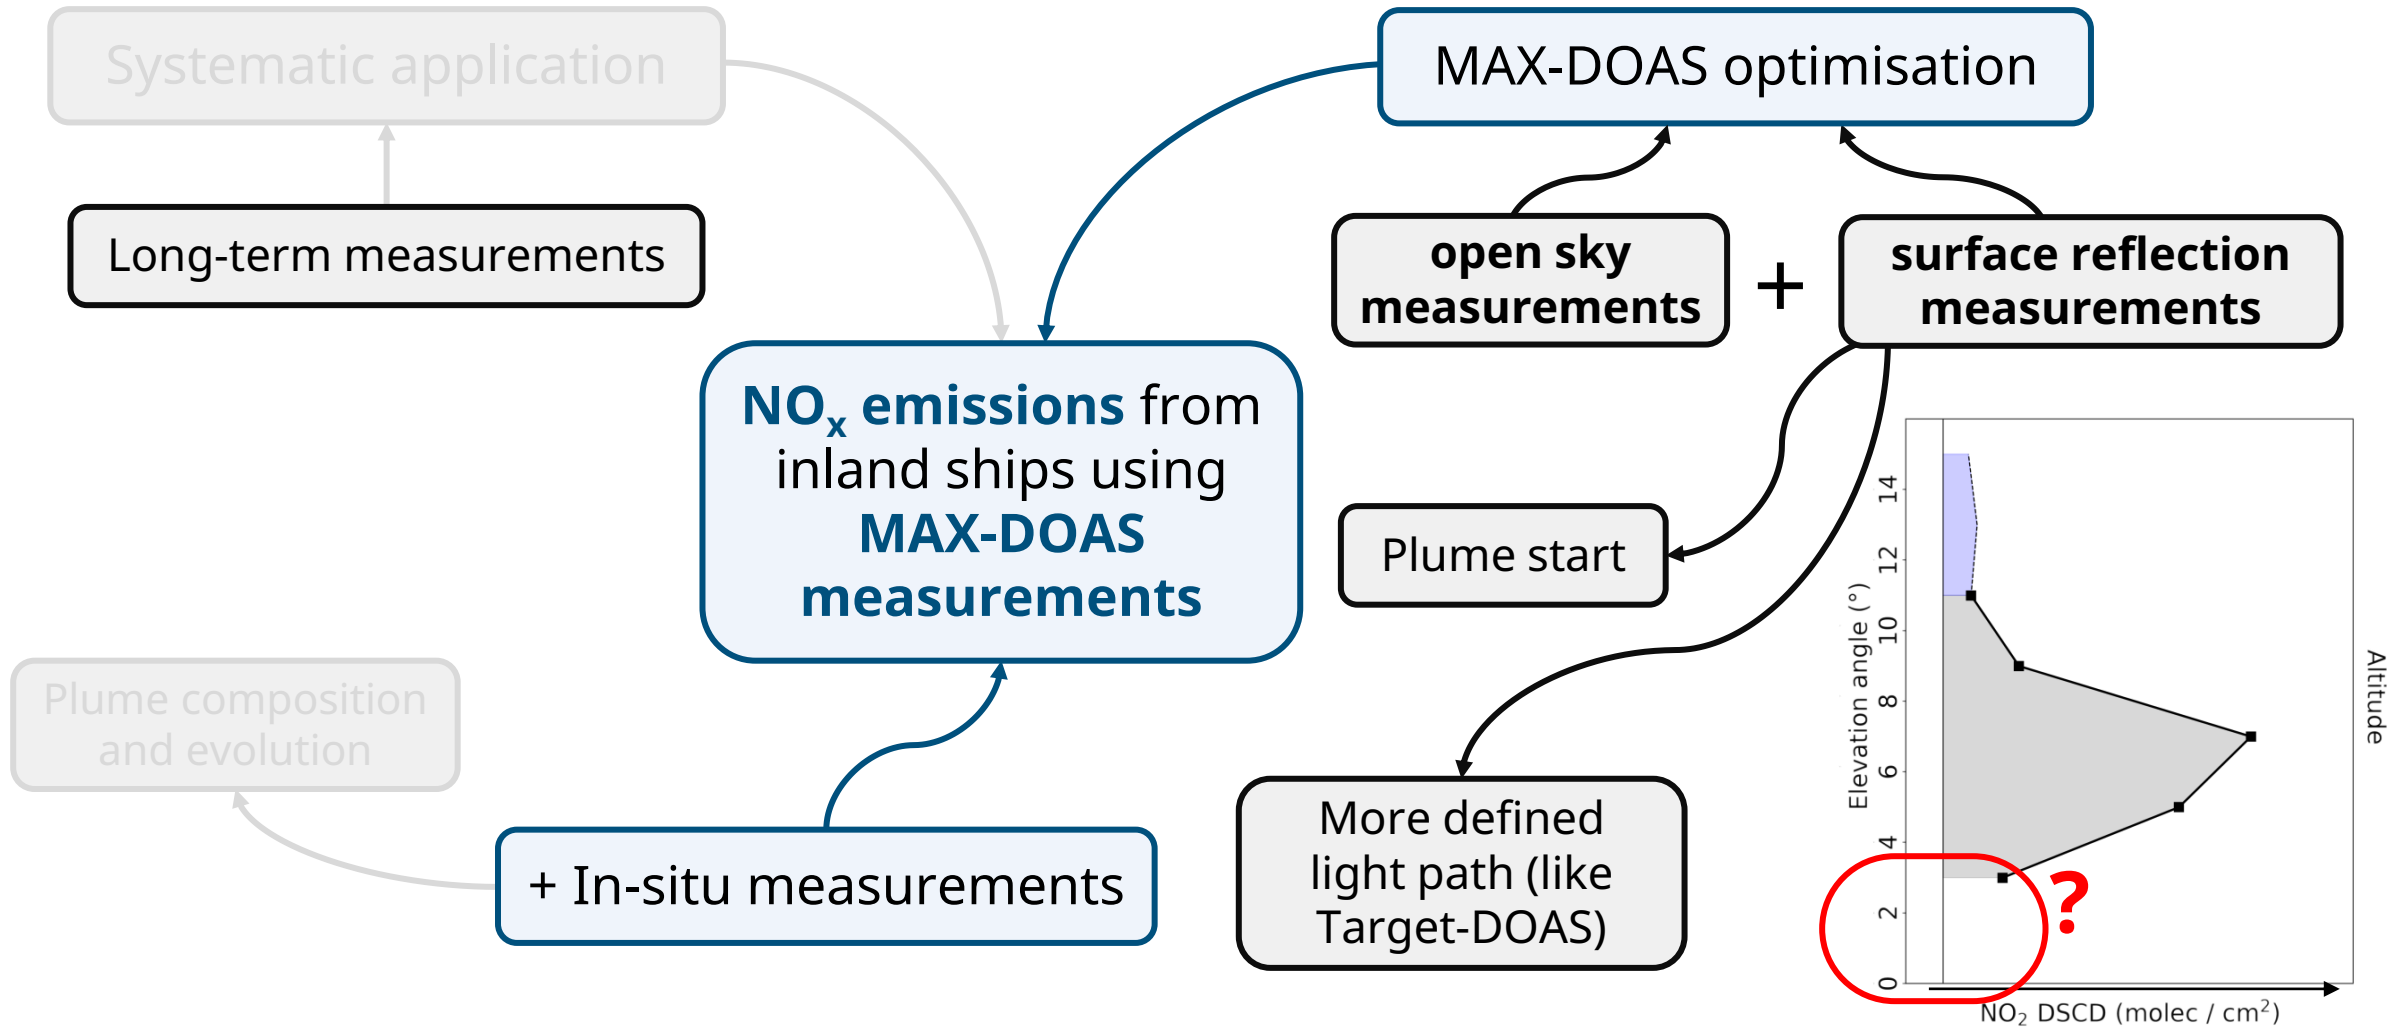 Systematic application
MAX-DOAS optimisation
Long-term measurements
open sky
measurements
+
surface reflection
measurements
NOₓ emissions from
inland ships using
MAX-DOAS
measurements
Plume start
Plume composition
and evolution
+ In-situ measurements
More defined
light path (like
Target-DOAS)
14
12
10
8
6
4
2
0
Elevation angle (°)
Altitude
?
NO₂ DSCD (molec / cm²)